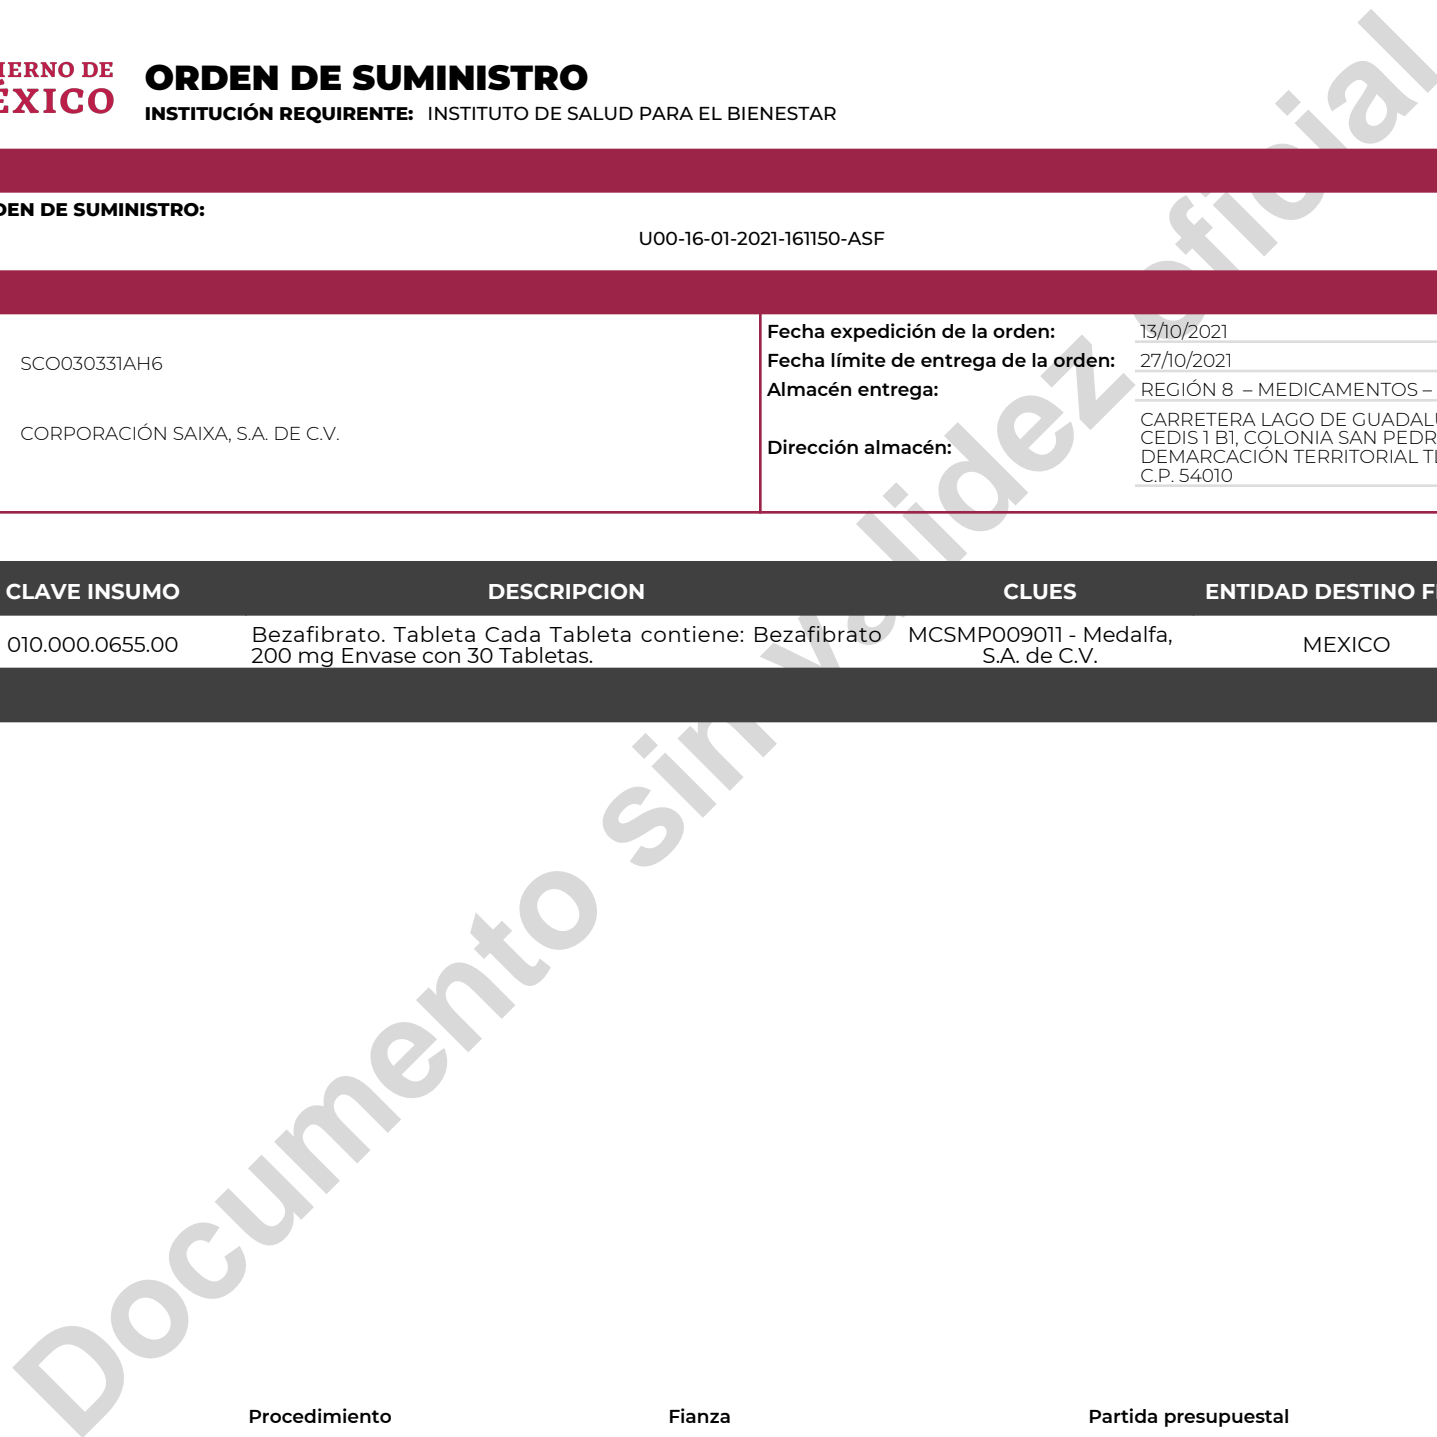 IERNO DE
ÉXICO
ORDEN DE SUMINISTRO
INSTITUCIÓN REQUIRENTE: INSTITUTO DE SALUD PARA EL BIENESTAR
DEN DE SUMINISTRO:
U00-16-01-2021-161150-ASF
SCO030331AH6
CORPORACIÓN SAIXA, S.A. DE C.V.
Fecha expedición de la orden: 13/10/2021
Fecha límite de entrega de la orden: 27/10/2021
Almacén entrega: REGIÓN 8 – MEDICAMENTOS –
Dirección almacén:
CARRETERA LAGO DE GUADALU
CEDIS 1 B1, COLONIA SAN PEDR
DEMARCACIÓN TERRITORIAL TL
C.P. 54010
CLAVE INSUMO DESCRIPCION CLUES ENTIDAD DESTINO F
010.000.0655.00
Bezafibrato. Tableta Cada Tableta contiene: Bezafibrato
200 mg Envase con 30 Tabletas.
MCSMP009011 - Medalfa,
S.A. de C.V.
MEXICO
Documento sin validez oficial
Procedimiento Fianza Partida presupuestal